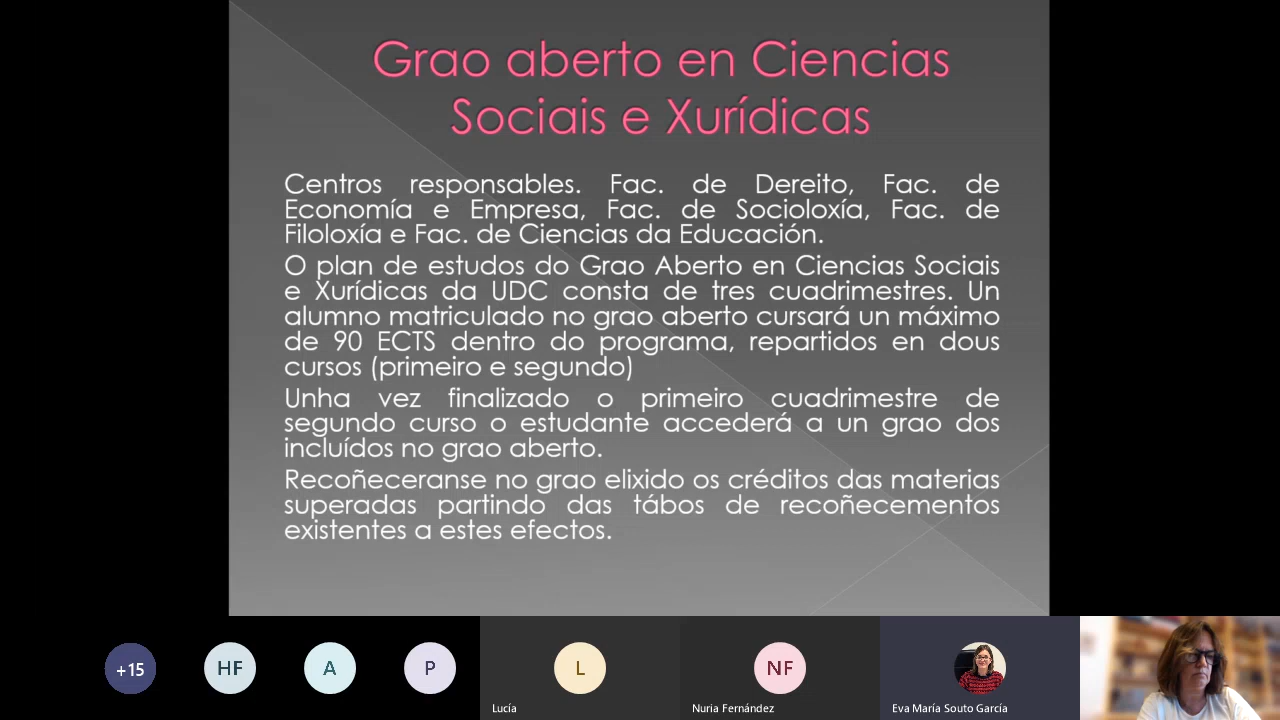 Grao aberto en Ciencias
Sociais e Xurídicas
Centros responsables. Fac. de Dereito, Fac. de
Economía e Empresa, Fac. de Socioloxía, Fac. de
Filoloxía e Fac. de Ciencias da Educación.
O plan de estudos do Grao Aberto en Ciencias Sociais
e Xurídicas da UDC consta de tres cuadrimestres. Un
alumno matriculado no grao aberto cursará un máximo
de 90 ECTS dentro do programa, repartidos en dous
cursos (primeiro e segundo)
Unha vez finalizado o primeiro cuadrimestre de
segundo curso o estudante accederá a un grao dos
incluídos no grao aberto.
Recoñeceranse no grao elixido os créditos das materias
superadas partindo das tábos de recoñecementos
existentes a estes efectos.
+15
HF
A
P
L
NF
Lucía
Nuria Fernández
Eva María Souto García